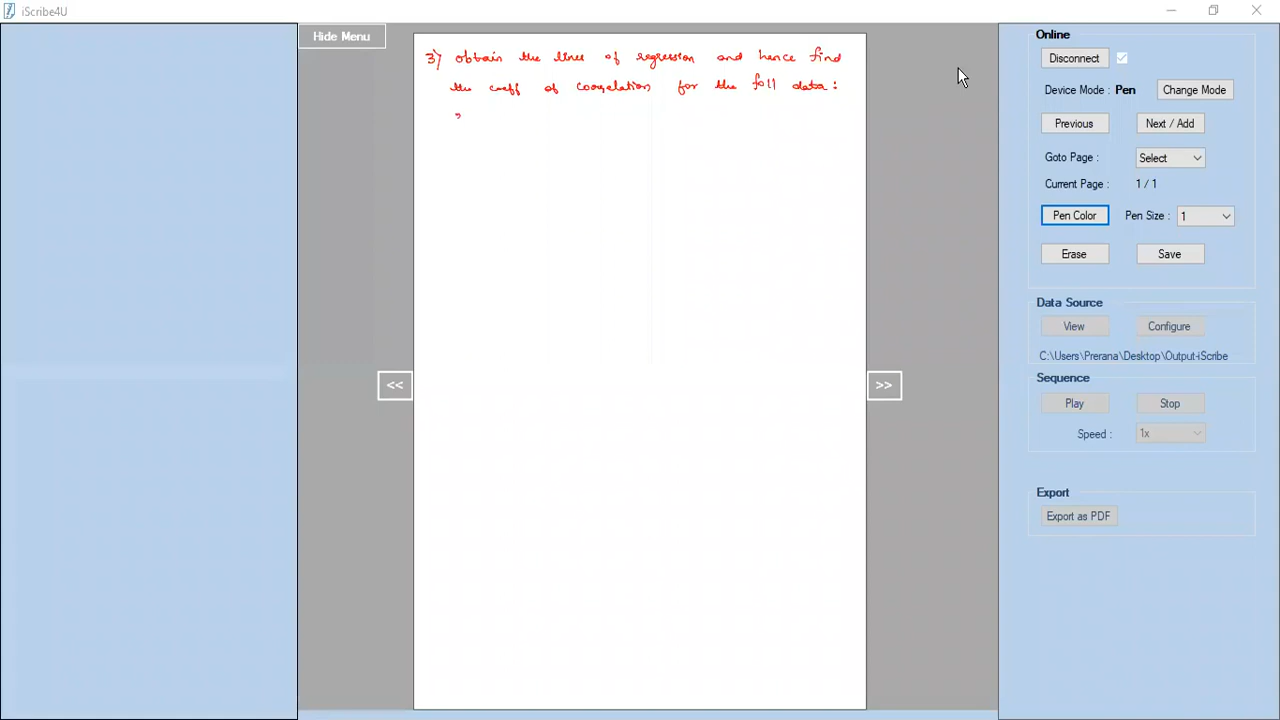 iScribe4U
Hide Menu
3) obtain the lines of regression and hence find
the coeff of correlation for the foll data:
<<
>>
Online
Disconnect
Device Mode : Pen
Change Mode
Previous
Next / Add
Goto Page :
Select
Current Page :
1 / 1
Pen Color
Pen Size :
1
Erase
Save
Data Source
View
Configure
C:\Users\Prerana\Desktop\Output-iScribe
Sequence
Play
Stop
Speed :
1x
Export
Export as PDF